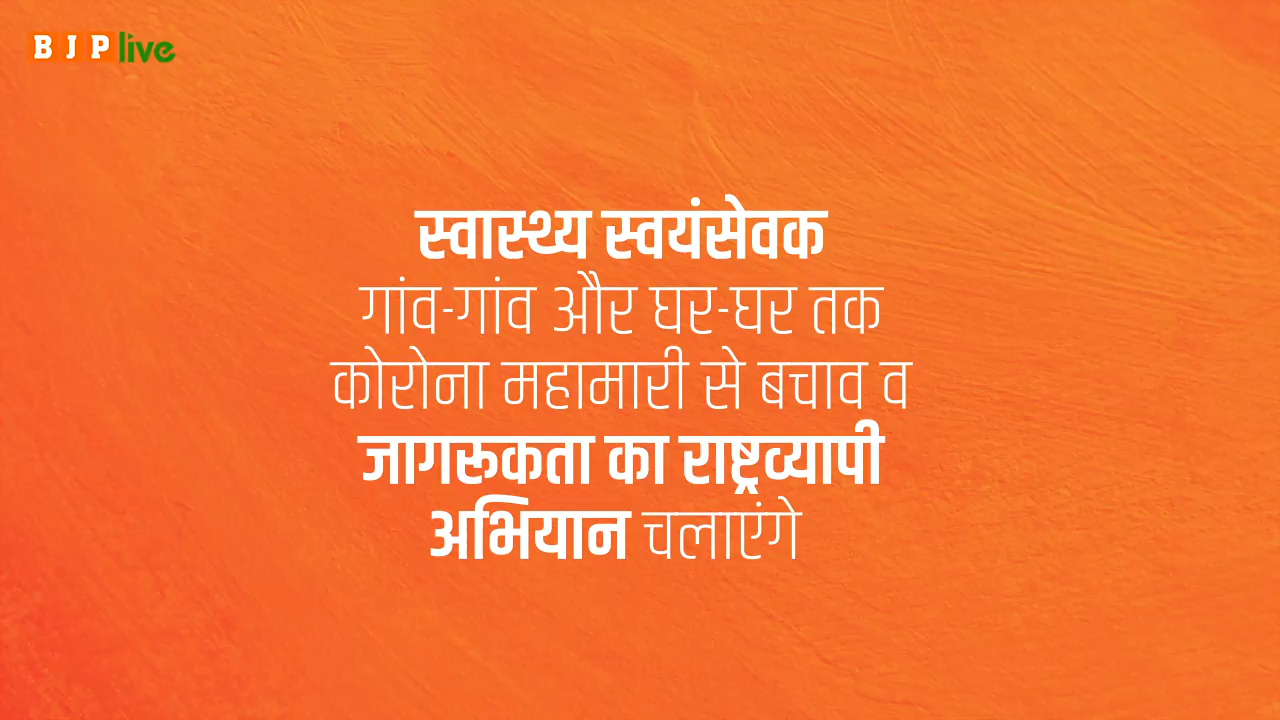 BJP live
स्वास्थ्य स्वयंसेवक
गांव-गांव और घर-घर तक
कोरोना महामारी से बचाव व
जागरूकता का राष्ट्रव्यापी
अभियान चलाएंगे